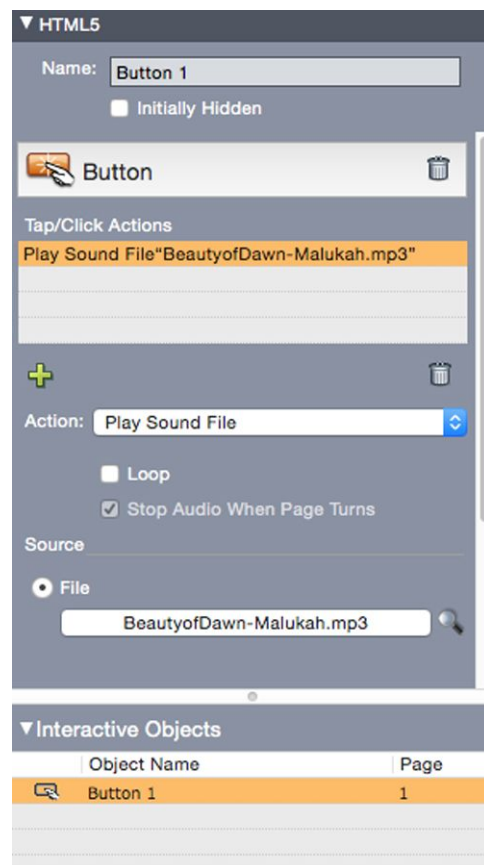 HTML5
Name: Button 1
Initially Hidden
Button
Tap/Click Actions
Play Sound File“BeautyofDawn-Malukah.mp3”
Action: Play Sound File
Loop
Stop Audio When Page Turns
Source
File
BeautyofDawn-Malukah.mp3
Interactive Objects
Object Name Page
Button 1 1